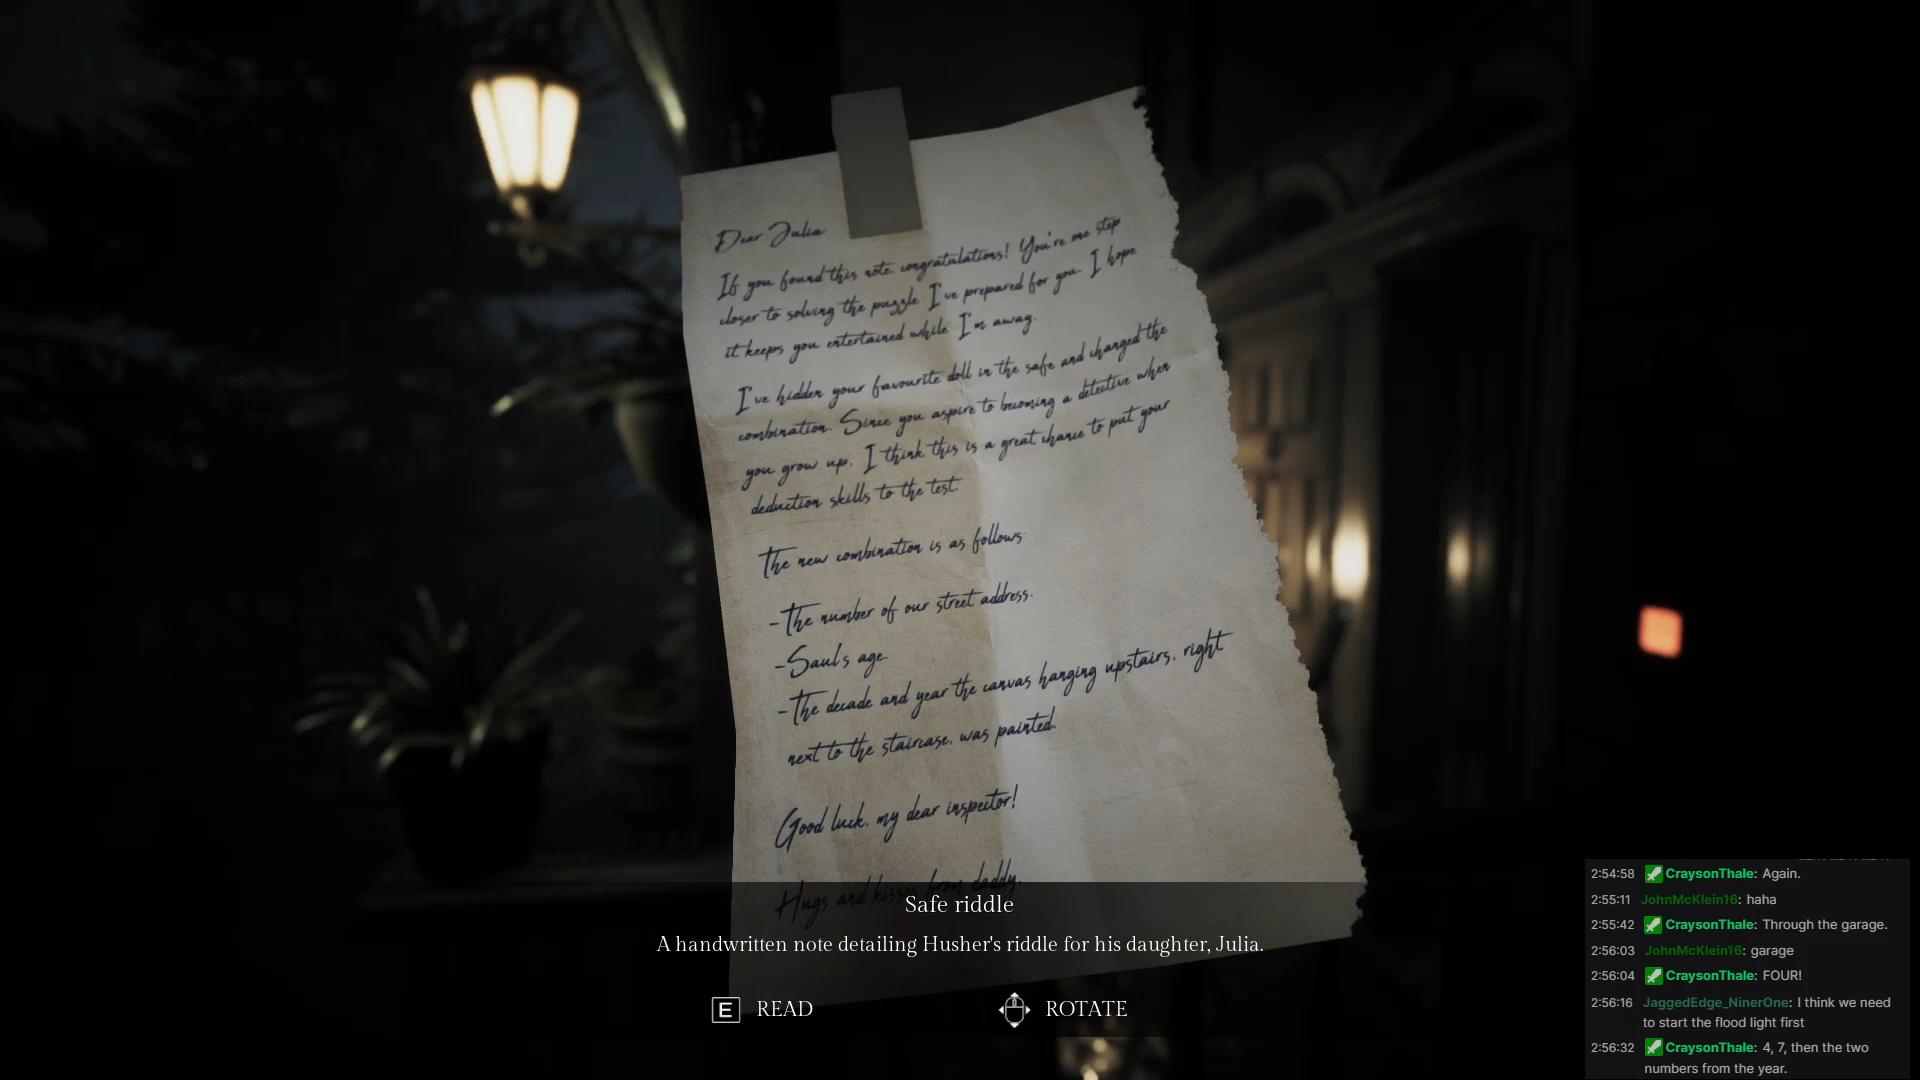 Dear Julia
If you found this note, congratulations! You're one step
closer to solving the puzzle I've prepared for you. I hope
it keeps you entertained while I'm away.
I've hidden your favourite doll in the safe and changed the
combination. Since you aspire to becoming a detective when
you grow up, I think this is a great chance to put your
deduction skills to the test.
The new combination is as follows:
-The number of our street address.
-Saul's age.
-The decade and year the canvas hanging upstairs, right
next to the staircase, was painted.
Good luck, my dear inspector!
Hugs and kisses from daddy.
Safe riddle
A handwritten note detailing Husher's riddle for his daughter, Julia.
E READ
ROTATE
2:54:58 CraysonThale: Again.
2:55:11 JohnMcKlein16: haha
2:55:42 CraysonThale: Through the garage.
2:56:03 JohnMcKlein16: garage
2:56:04 CraysonThale: FOUR!
2:56:16 JaggedEdge_NinerOne: I think we need
to start the flood light first
2:56:32 CraysonThale: 4, 7, then the two
numbers from the year.